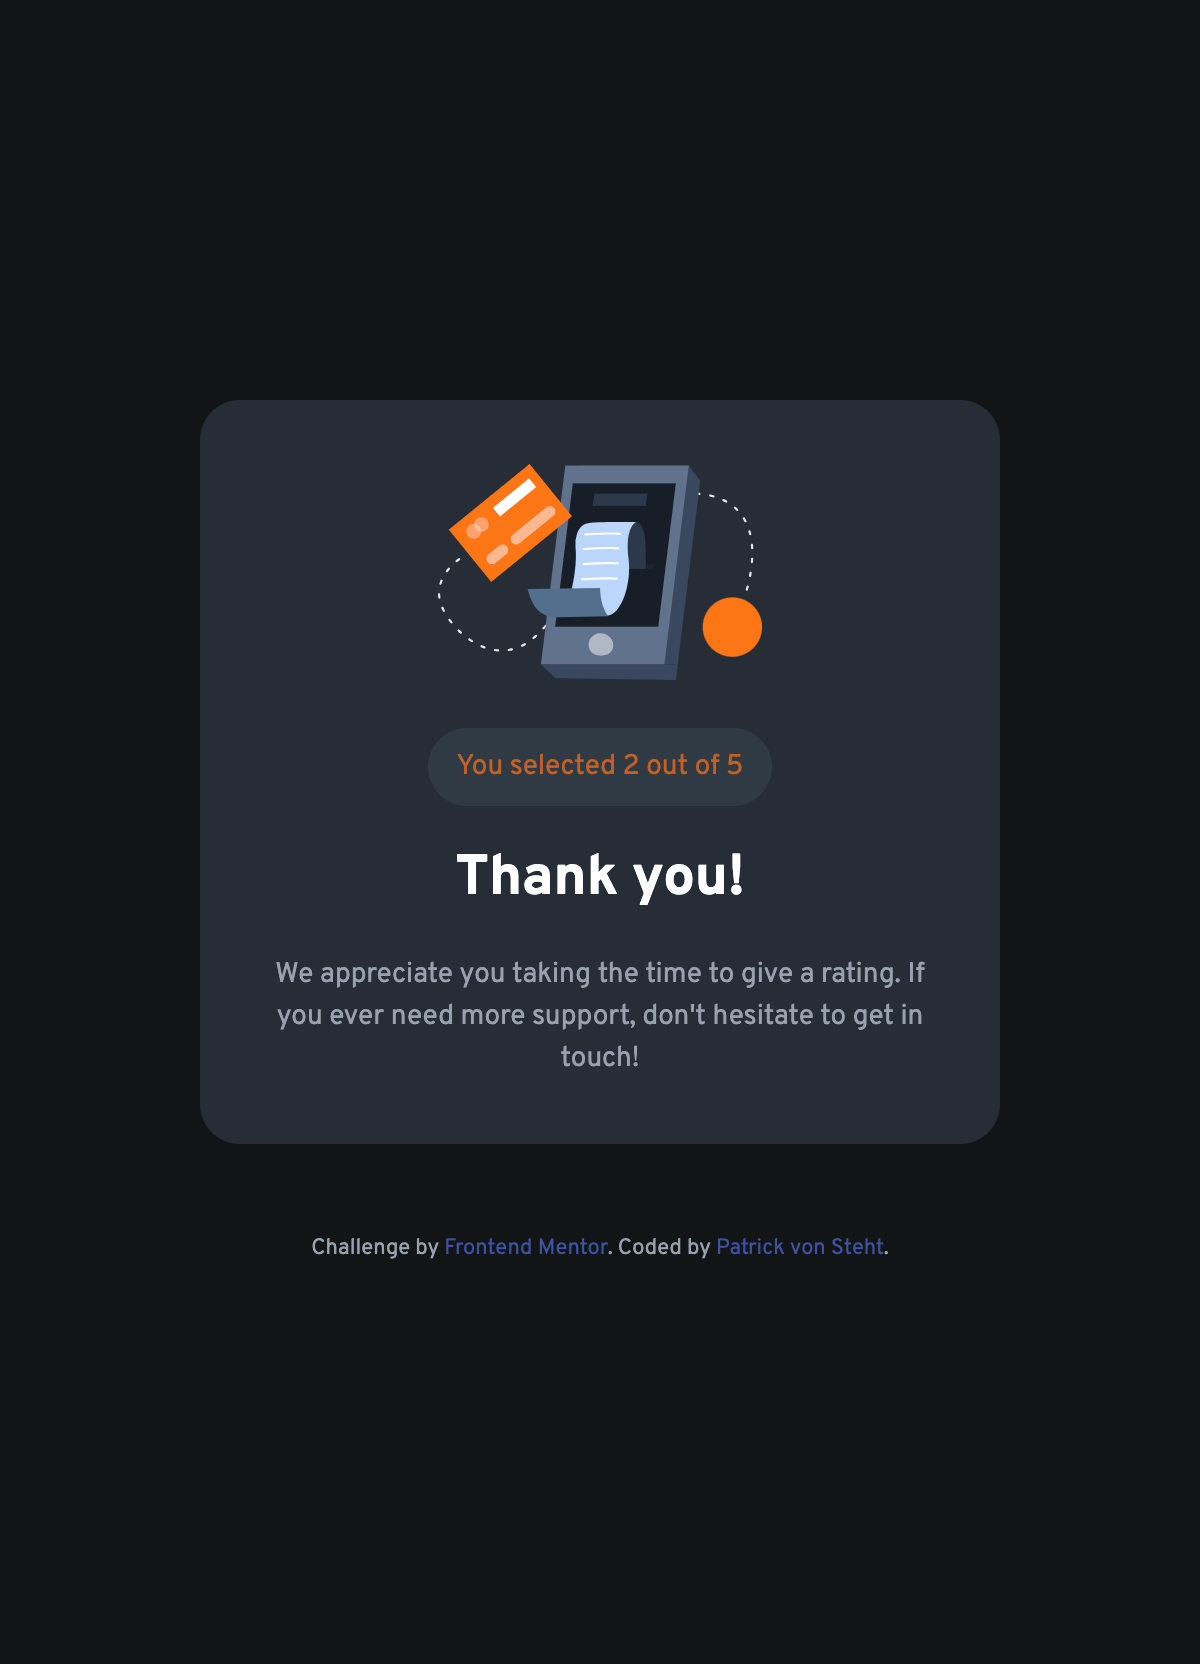 You selected 2 out of 5
Thank you!
We appreciate you taking the time to give a rating. If
you ever need more support, don't hesitate to get in
touch!
Challenge by Frontend Mentor. Coded by Patrick von Steht.